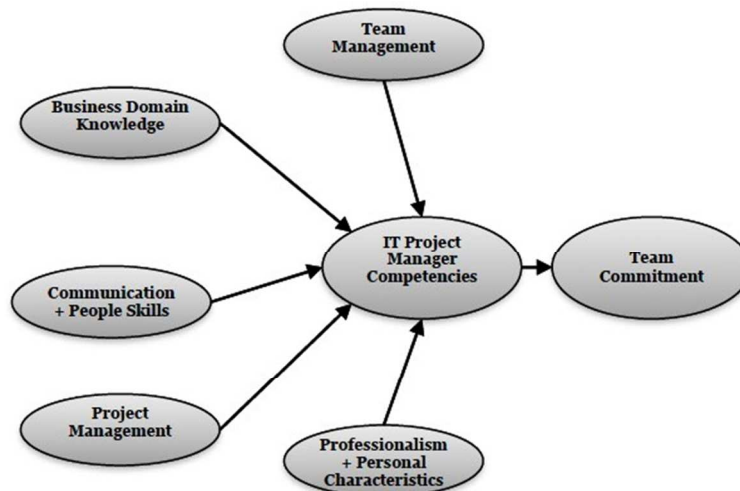 Team
Management
Business Domain
Knowledge
IT Project
Manager
Competencies
Team
Commitment
Communication
+ People Skills
Project
Management
Professionalism
+ Personal
Characteristics